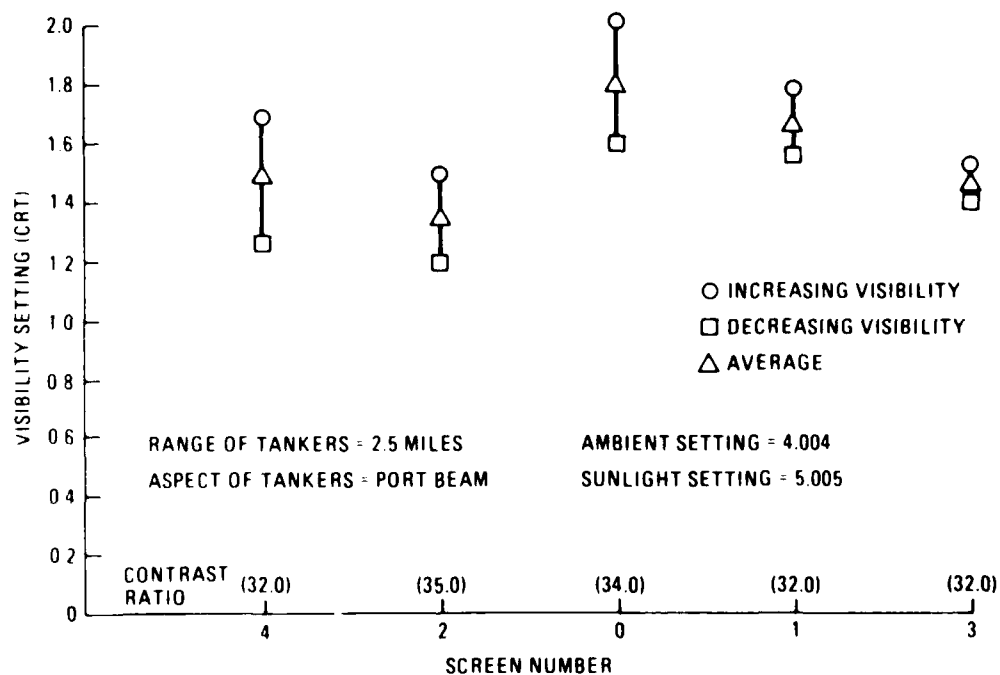 2.0
1.8
1.6
1.4
1.2
1 0
0 8
0 6
0 4
0 2
0
VISIBILITY SETTING (CRT)
○ INCREASING VISIBILITY
□ DECREASING VISIBILITY
△ AVERAGE
RANGE OF TANKERS = 2.5 MILES
ASPECT OF TANKERS = PORT BEAM
AMBIENT SETTING = 4.004
SUNLIGHT SETTING = 5.005
CONTRAST RATIO
(32.0) (35.0) (34.0) (32.0) (32.0)
4 2 0 1 3
SCREEN NUMBER